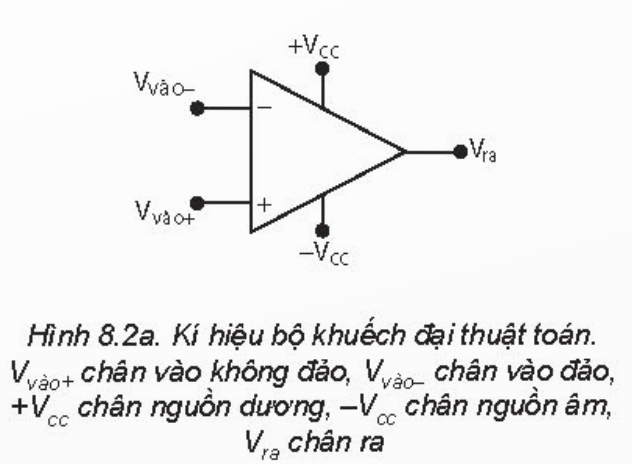 +Vcc
Vvào–
–
Vra
+
Vvào+
–Vcc
Hình 8.2a. Kí hiệu bộ khuếch đại thuật toán.
Vvào+ chân vào không đảo, Vvào– chân vào đảo,
+Vcc chân nguồn dương, –Vcc chân nguồn âm,
Vra chân ra